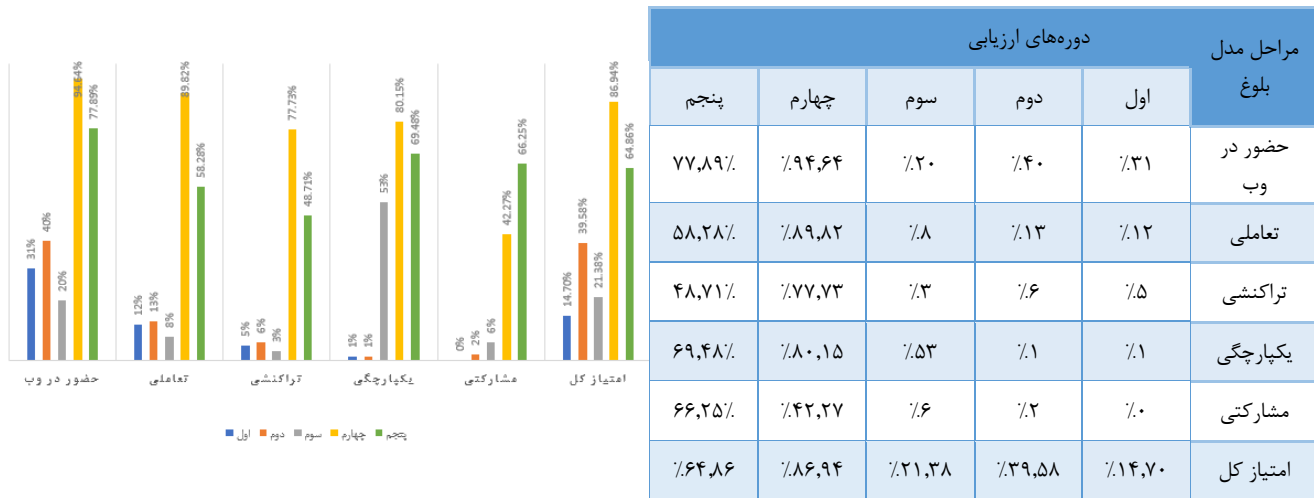 94.64%
89.82%
86.94%
80.15%
77.89%
77.73%
69.48%
66.25%
64.86%
58.28%
53%
48.71%
42.27%
40%
39.58%
31%
20%
21.38%
12%
13%
8%
14.70%
5%
6%
3%
1%
1%
0%
2%
6%
حضور در وب
تعاملی
تراکنشی
یکپارچگی
مشارکتی
امتیاز کل
اول
دوم
سوم
چهارم
پنجم
مراحل مدل
بلوغ
دوره‌های ارزیابی
اول دوم سوم چهارم پنجم
حضور در
وب
٪۳۱ ٪۴۰ ٪۲۰ ٪۹۴,۶۴ ۷۷,۸۹٪
تعاملی ٪۱۲ ٪۱۳ ٪۸ ٪۸۹,۸۲ ۵۸,۲۸٪
تراکنشی ٪۵ ٪۶ ٪۳ ٪۷۷,۷۳ ۴۸,۷۱٪
یکپارچگی ٪۱ ٪۱ ٪۵۳ ٪۸۰,۱۵ ۶۹,۴۸٪
مشارکتی ٪۰ ٪۲ ٪۶ ٪۴۲,۲۷ ۶۶,۲۵٪
امتیاز کل ٪۱۴,۷۰ ٪۳۹,۵۸ ٪۲۱,۳۸ ٪۸۶,۹۴ ٪۶۴,۸۶